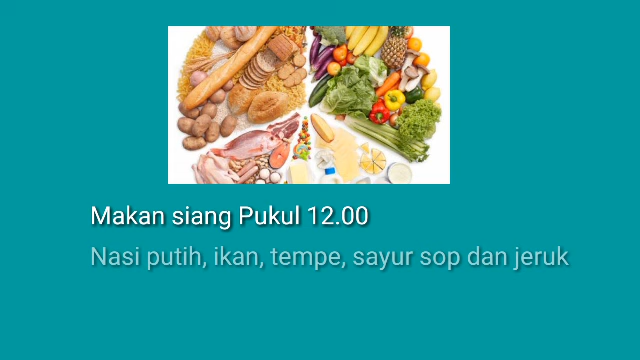 Makan siang Pukul 12.00
Nasi putih, ikan, tempe, sayur sop dan jeruk